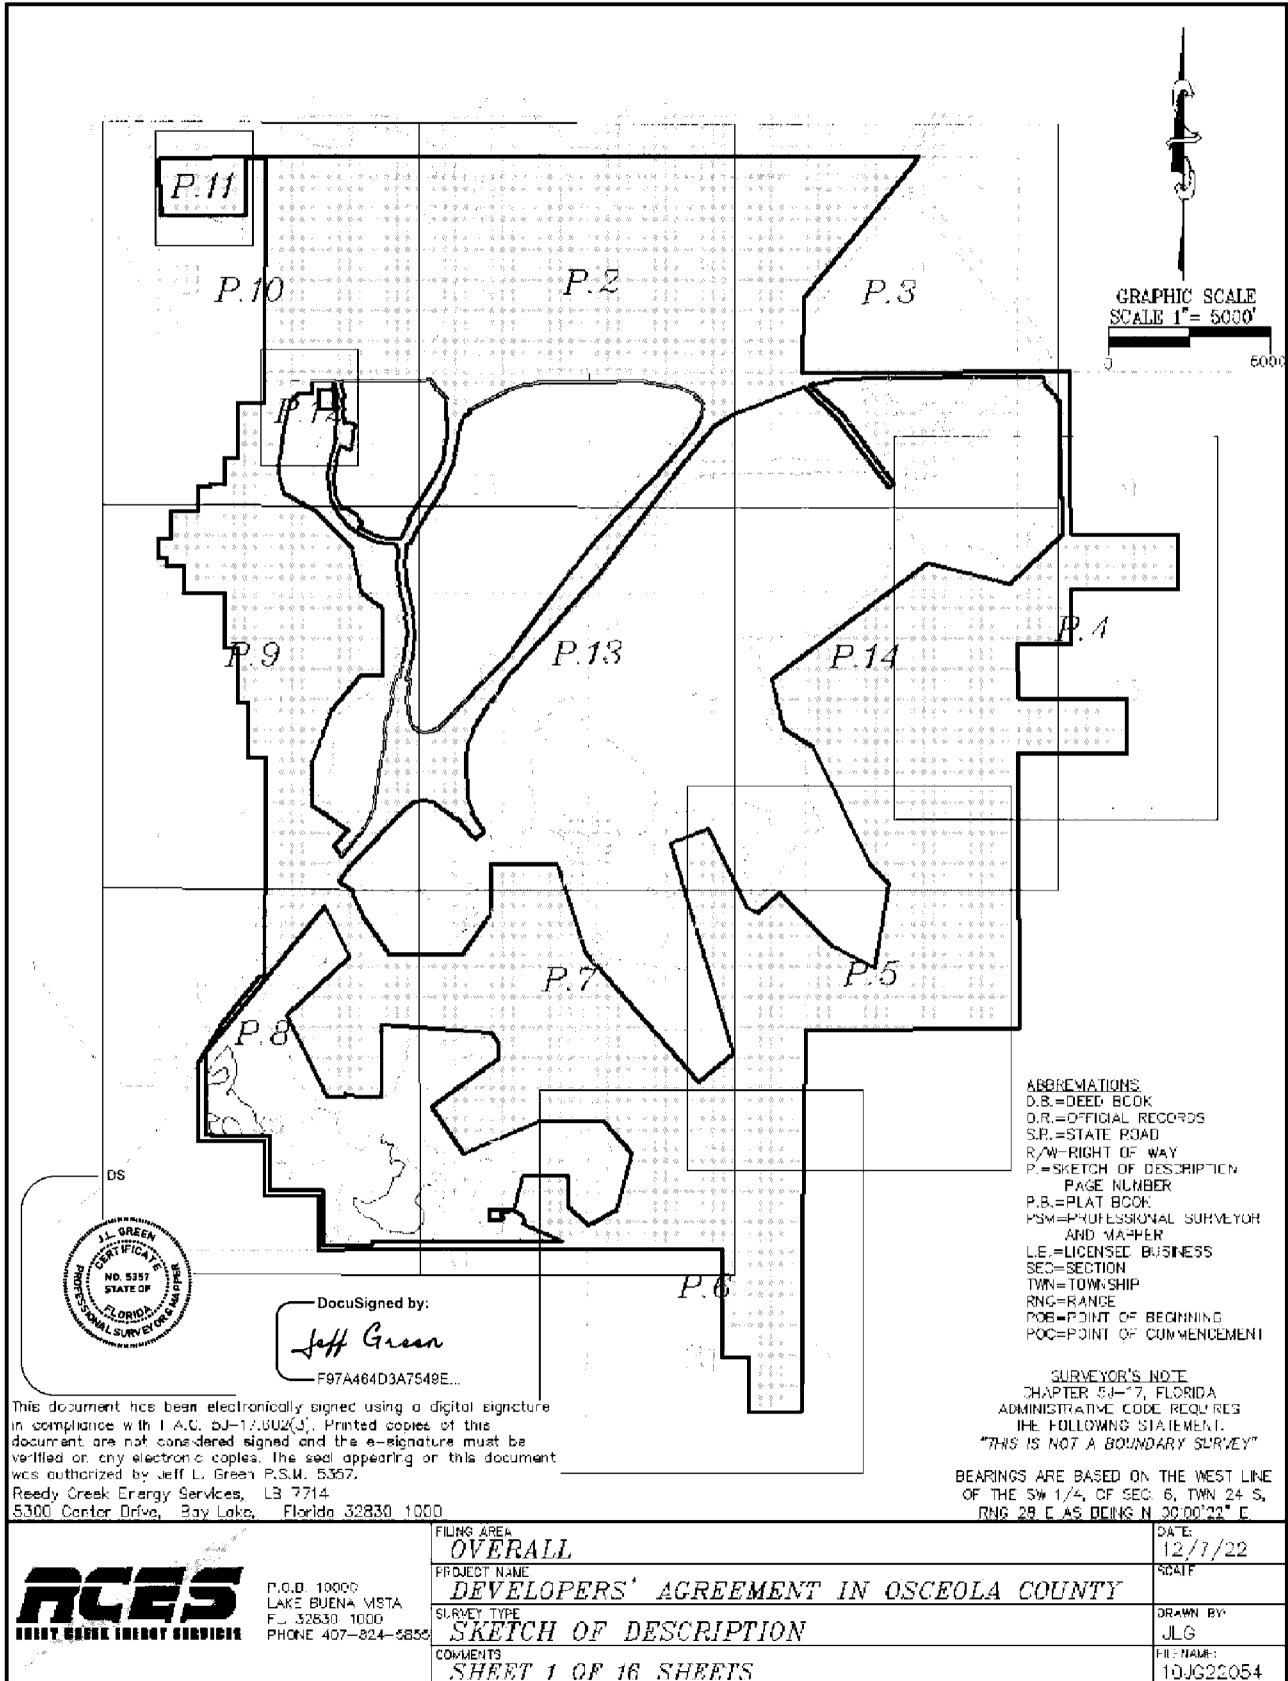 P.11
P.10
P.2
P.3
GRAPHIC SCALE
SCALE 1"= 5000'
0 5000
P.12
P.9
P.13
P.14
P.4
P.8
P.7
P.5
P.6
ABBREVIATIONS
D.B.=DEED BOOK
O.R.=OFFICIAL RECORDS
S.R.=STATE ROAD
R/W=RIGHT OF WAY
P.=SKETCH OF DESCRIPTION
PAGE NUMBER
P.B.=PLAT BOOK
PSM=PROFESSIONAL SURVEYOR
AND MAPPER
L.B.=LICENSED BUSINESS
SEC=SECTION
TWN=TOWNSHIP
RNG=RANGE
POB=POINT OF BEGINNING
POC=POINT OF COMMENCEMENT
SURVEYOR'S NOTE
CHAPTER 5J-17, FLORIDA
ADMINISTRATIVE CODE REQUIRES
THE FOLLOWING STATEMENT.
"THIS IS NOT A BOUNDARY SURVEY"
BEARINGS ARE BASED ON THE WEST LINE
OF THE SW 1/4, OF SEC. 6, TWN 24 S,
RNG 28 E AS BEING N 00°00'22" E
DS
J.L. GREEN
CERTIFICATE
NO. 5357
STATE OF
FLORIDA
PROFESSIONAL SURVEYOR & MAPPER
DocuSigned by:
Jeff Green
F97A464D3A7549E...
This document has been electronically signed using a digital signature
in compliance with F.A.C. 5J-17.602(3). Printed copies of this
document are not considered signed and the e-signature must be
verified on any electronic copies. The seal appearing on this document
was authorized by Jeff L. Green P.S.M. 5357.
Reedy Creek Energy Services, LB 7714
5300 Center Drive, Bay Lake, Florida 32830 1000
RCES
REEDY CREEK ENERGY SERVICES
P.O.B. 10000
LAKE BUENA VISTA
FL. 32830-1000
PHONE 407-824-5855
FILING AREA
OVERALL
PROJECT NAME
DEVELOPERS' AGREEMENT IN OSCEOLA COUNTY
SURVEY TYPE
SKETCH OF DESCRIPTION
COMMENTS
SHEET 1 OF 16 SHEETS
DATE:
12/7/22
SCALE
DRAWN BY:
JLG
FILENAME:
10JG22054